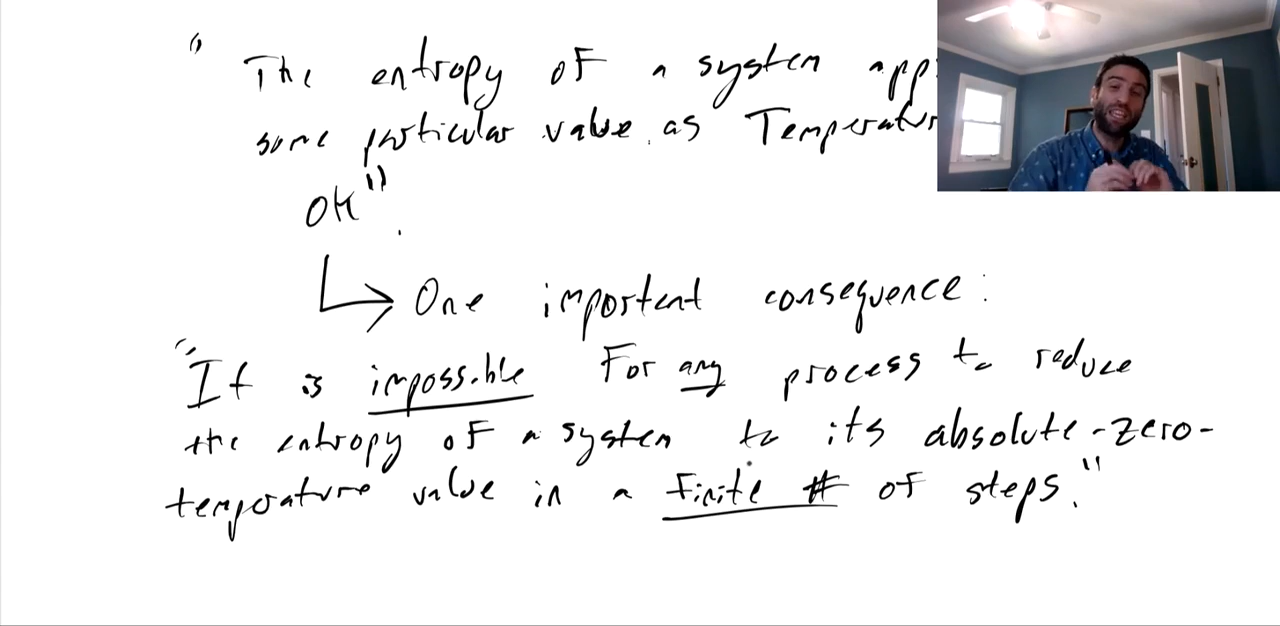 "The entropy of a system app
some particular value as Temperatur
0K".
One important consequence:
"It is impossible for any process to reduce
the entropy of a system to its absolute-zero-
temperature value in a finite # of steps."